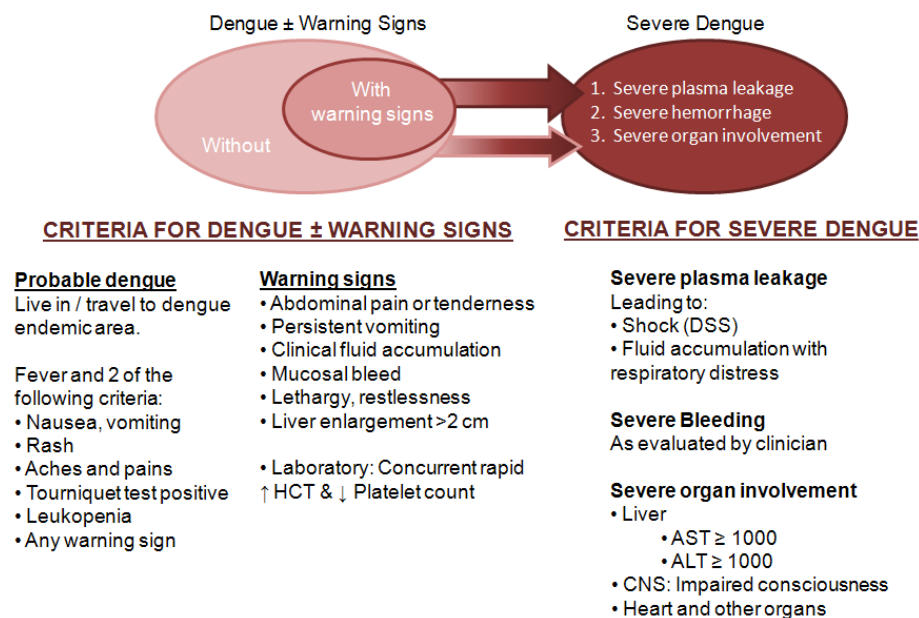 Dengue ± Warning Signs
Severe Dengue
With
warning signs
Without
1. Severe plasma leakage
2. Severe hemorrhage
3. Severe organ involvement
CRITERIA FOR DENGUE ± WARNING SIGNS
Probable dengue
Live in / travel to dengue
endemic area.
Fever and 2 of the
following criteria:
• Nausea, vomiting
• Rash
• Aches and pains
• Tourniquet test positive
• Leukopenia
• Any warning sign
Warning signs
• Abdominal pain or tenderness
• Persistent vomiting
• Clinical fluid accumulation
• Mucosal bleed
• Lethargy, restlessness
• Liver enlargement >2 cm
• Laboratory: Concurrent rapid
↑ HCT & ↓ Platelet count
CRITERIA FOR SEVERE DENGUE
Severe plasma leakage
Leading to:
• Shock (DSS)
• Fluid accumulation with
respiratory distress
Severe Bleeding
As evaluated by clinician
Severe organ involvement
• Liver
• AST ≥ 1000
• ALT ≥ 1000
• CNS: Impaired consciousness
• Heart and other organs